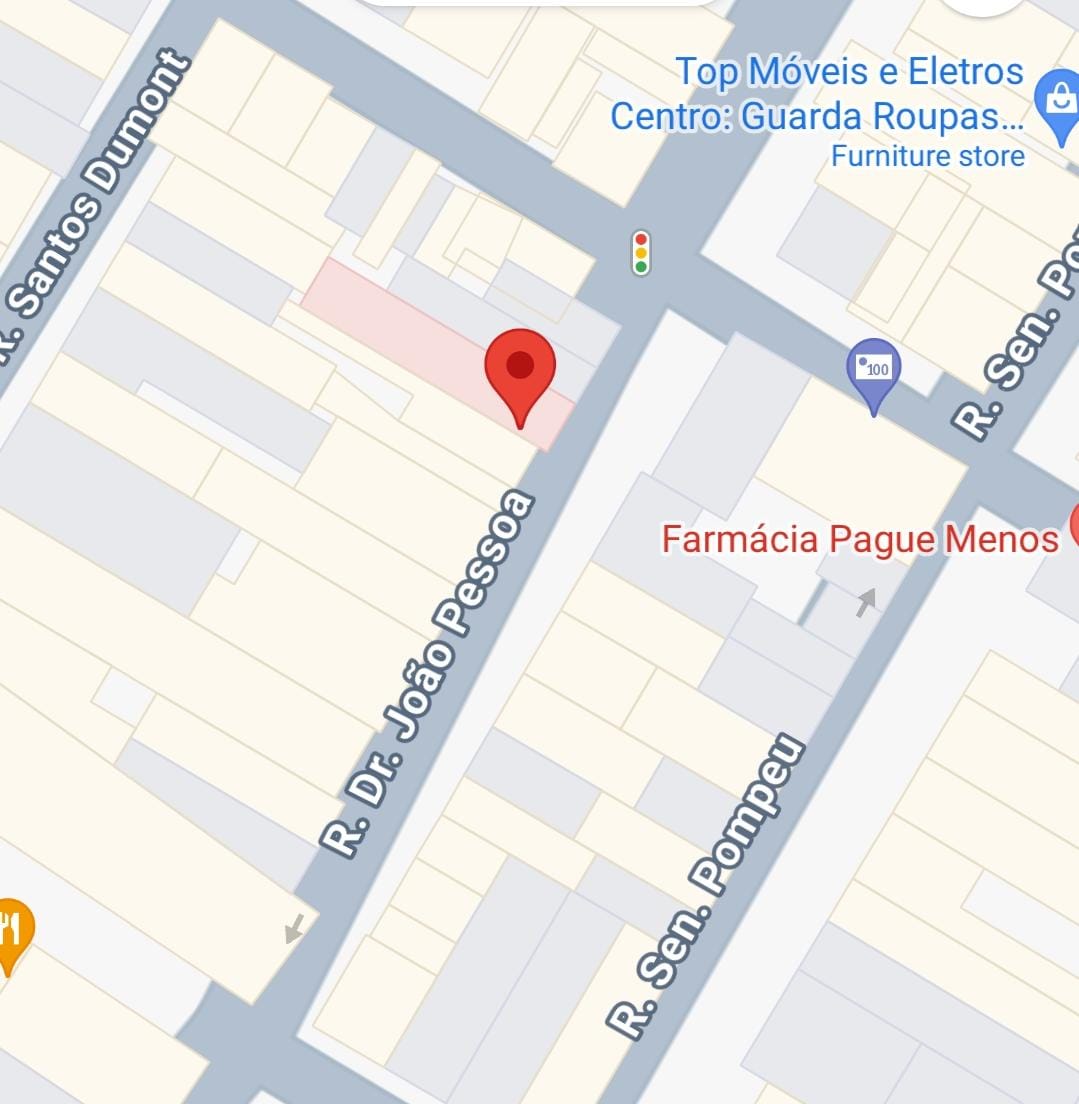 R. Santos Dumont
Top Móveis e Eletros
Centro: Guarda Roupas...
Furniture store
R. Sen. Po
100
Farmácia Pague Menos
R. Dr. João Pessoa
R. Sen. Pompeu